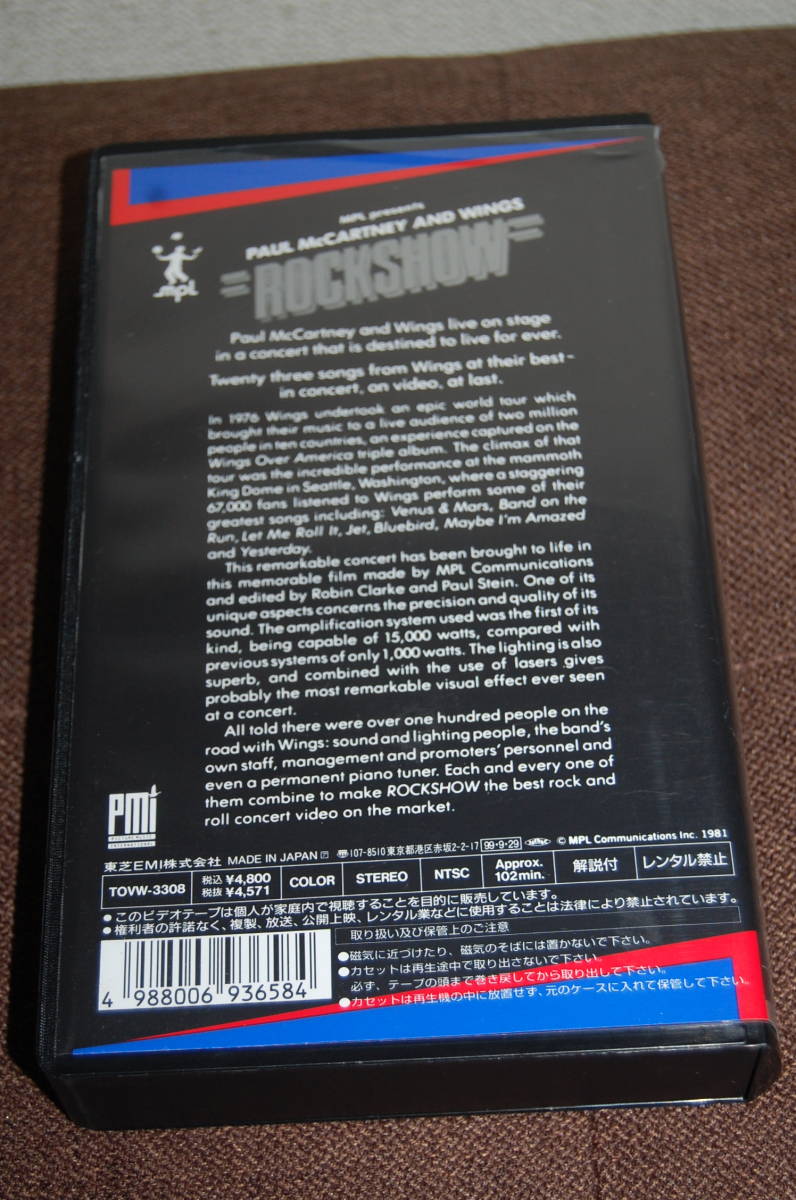 MPL presents
PAUL McCARTNEY AND WINGS
ROCKSHOW
mpl
Paul McCartney and Wings live on stage
in a concert that is destined to live for ever.
Twenty three songs from Wings at their best-
in concert, on video, at last.
In 1976 Wings undertook an epic world tour which
brought their music to a live audience of two million
people in ten countries, an experience captured on the
Wings Over America triple album. The climax of that
tour was the incredible performance at the mammoth
King Dome in Seattle, Washington, where a staggering
67,000 fans listened to Wings perform some of their
greatest songs including: Venus & Mars, Band on the
Run, Let Me Roll It, Jet, Bluebird, Maybe I'm Amazed
and Yesterday.
This remarkable concert has been brought to life in
this memorable film made by MPL Communications
and edited by Robin Clarke and Paul Stein. One of its
unique aspects concerns the precision and quality of its
sound. The amplification system used was the first of its
kind, being capable of 15,000 watts, compared with
previous systems of only 1,000 watts. The lighting is also
superb, and combined with the use of lasers gives
probably the most remarkable visual effect ever seen
at a concert.
All told there were over one hundred people on the
road with Wings: sound and lighting people, the band's
own staff, management and promoters' personnel and
even a permanent piano tuner. Each and every one of
them combine to make ROCKSHOW the best rock and
roll concert video on the market.
PMI
PICTURE MUSIC
INTERNATIONAL
東芝EMI株式会社 MADE IN JAPAN 〒107-8510 東京都港区赤坂2-2-17 99・9・29 © MPL Communications Inc. 1981
TOVW-3308 税込 ¥4,800 税抜 ¥4,571 COLOR STEREO NTSC Approx. 102min. 解説付 レンタル禁止
●このビデオテープは個人が家庭内で視聴することを目的に販売しています。
●権利者の許諾なく、複製、放送、公開上映、レンタル業などに使用することは法律により禁止されています。
取り扱い及び保管上のご注意
●磁気に近づけたり、磁気のそばには置かないで下さい。
●カセットは再生途中で取り出さないで下さい。
必ず、テープの頭まで巻き戻してから取り出して下さい。
●カセットは再生機の中に放置せず、元のケースに入れて保管して下さい。
4 988006 936584